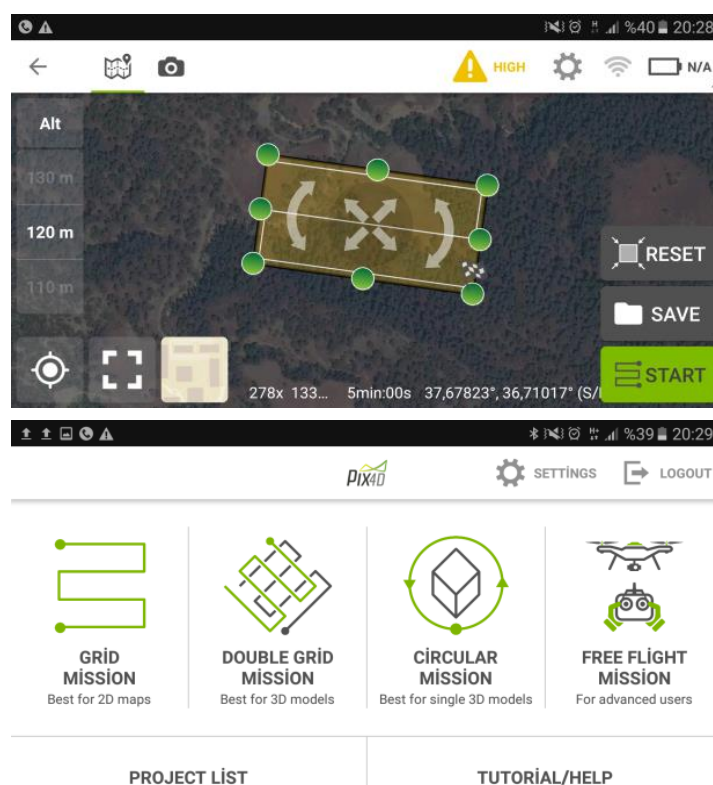 %40 20:28
HIGH N/A
Alt
130 m
120 m
110 m
RESET
SAVE
START
278x 133... 5min:00s 37,67823°, 36,71017° (S/
%39 20:29
PIX4D SETTİNGS LOGOUT
GRİD
MİSSİON
Best for 2D maps
DOUBLE GRİD
MİSSİON
Best for 3D models
CİRCULAR
MİSSİON
Best for single 3D models
FREE FLİGHT
MİSSİON
For advanced users
PROJECT LİST
TUTORİAL/HELP